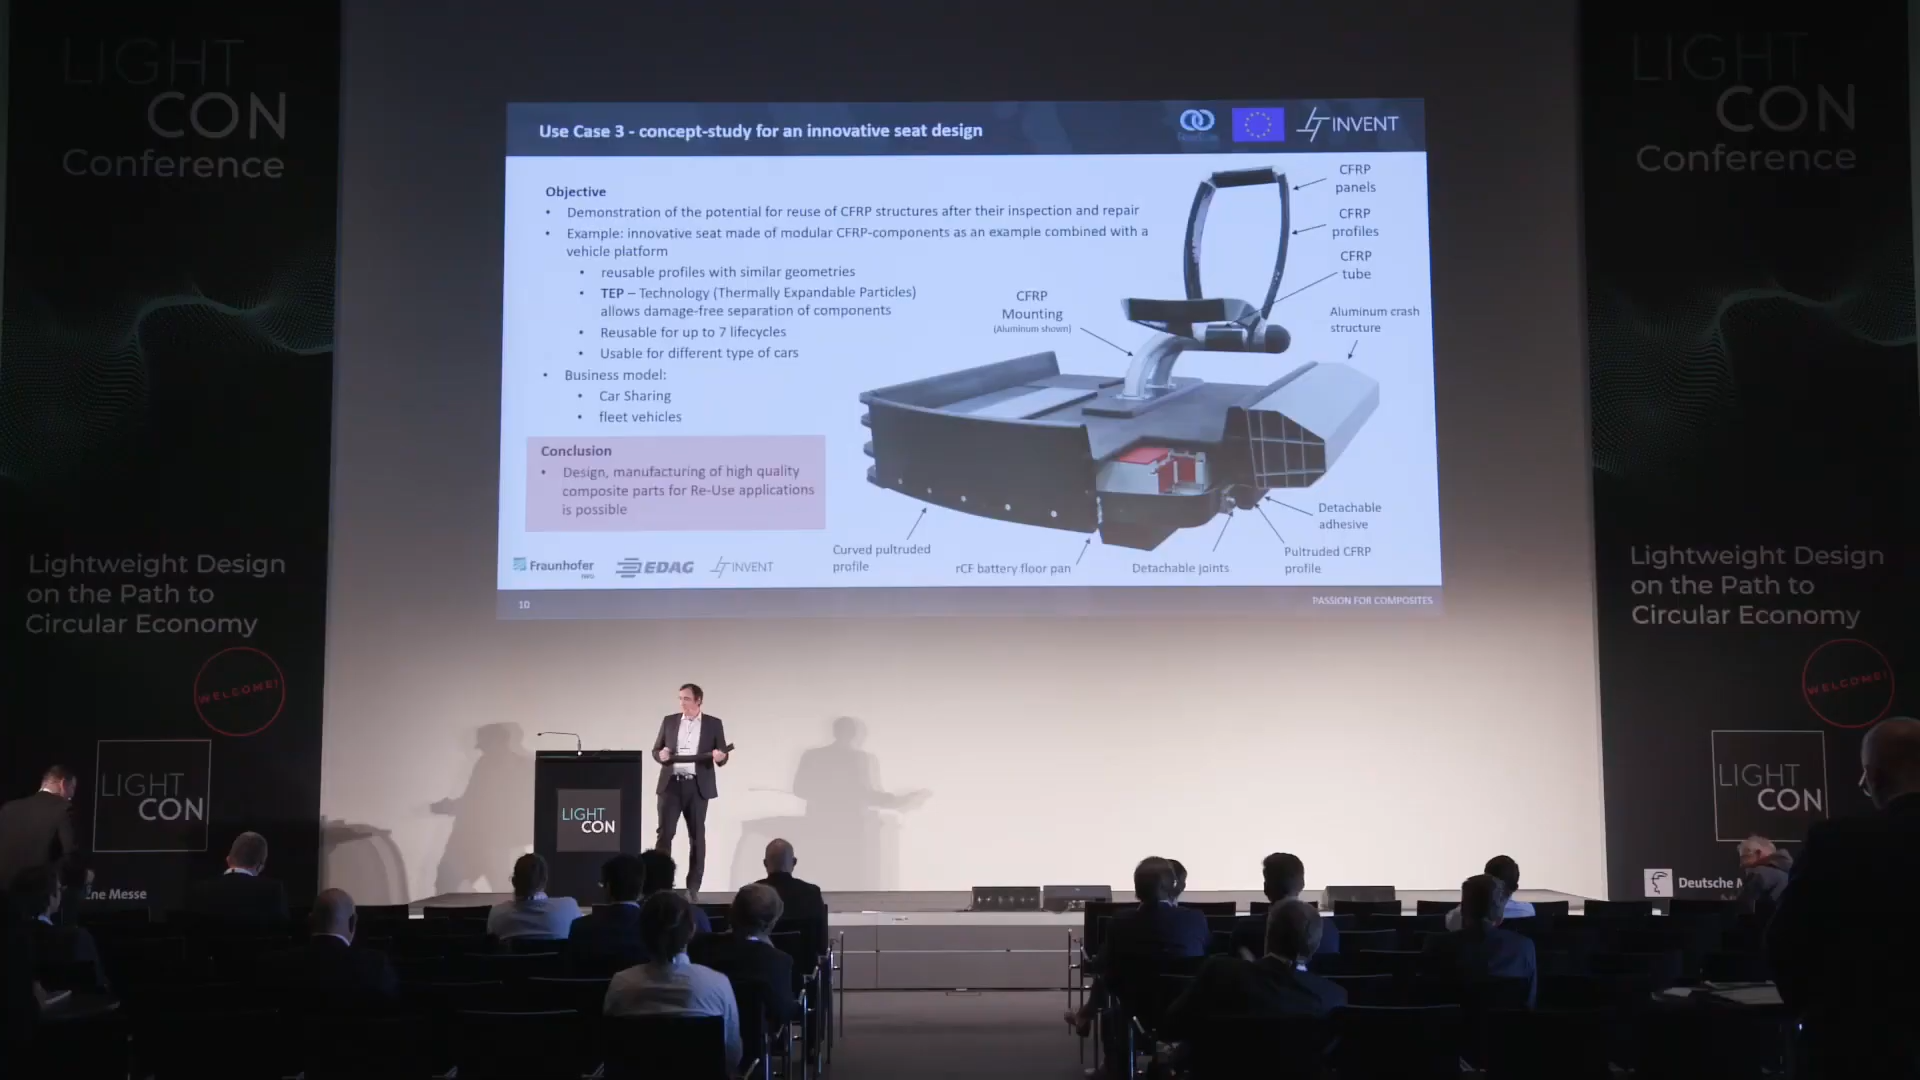 LIGHT
CON
Conference
Lightweight Design
on the Path to
Circular Economy
WELCOME!
LIGHT
CON
Messe
Use Case 3 - concept-study for an innovative seat design
INVENT
Objective
• Demonstration of the potential for reuse of CFRP structures after their inspection and repair
• Example: innovative seat made of modular CFRP-components as an example combined with a
vehicle platform
• reusable profiles with similar geometries
• TEP – Technology (Thermally Expandable Particles)
allows damage-free separation of components
• Reusable for up to 7 lifecycles
• Usable for different type of cars
• Business model:
• Car Sharing
• fleet vehicles
Conclusion
• Design, manufacturing of high quality
composite parts for Re-Use applications
is possible
CFRP
panels
CFRP
profiles
CFRP
tube
CFRP
Mounting
(Aluminum shown)
Aluminum crash
structure
Detachable
adhesive
Pultruded CFRP
profile
Detachable joints
rCF battery floor pan
Curved pultruded
profile
Fraunhofer
EDAG
INVENT
10
PASSION FOR COMPOSITES
LIGHT
CON
LIGHT
CON
Conference
Lightweight Design
on the Path to
Circular Economy
WELCOME!
LIGHT
CON
Deutsche